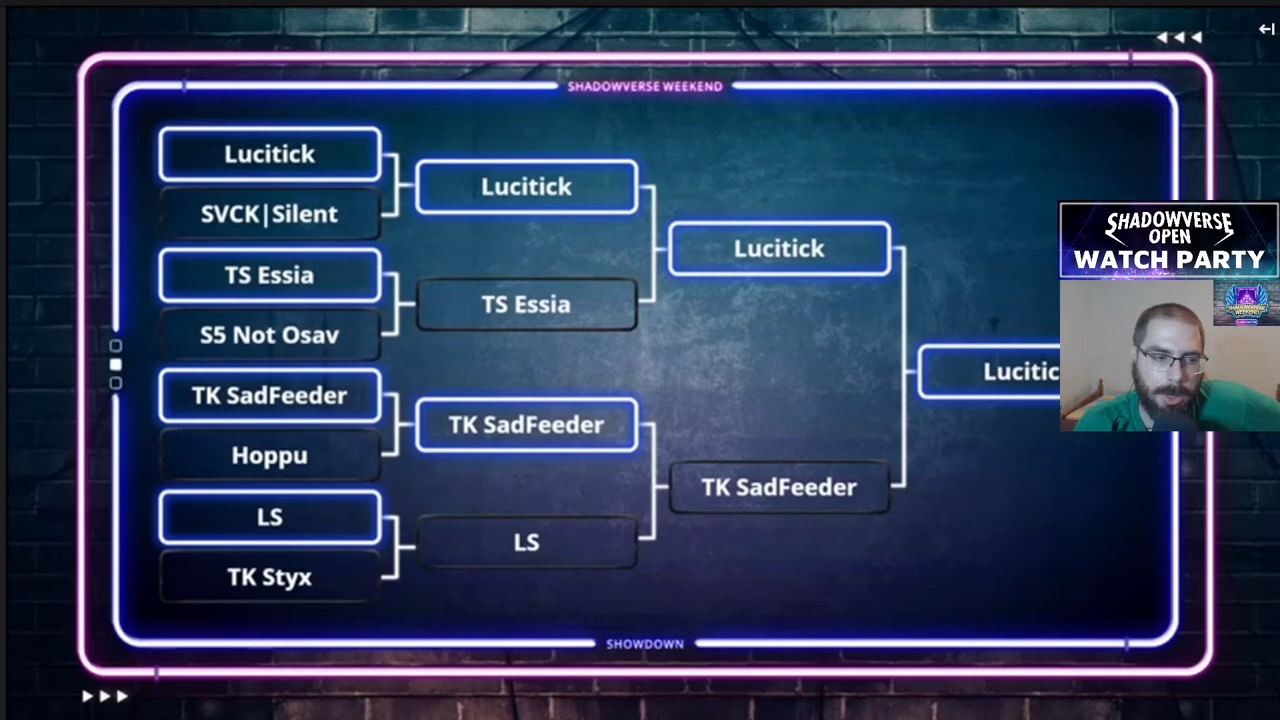 SHADOWVERSE WEEKEND
Lucitick
SVCK|Silent
TS Essia
S5 Not Osav
TK SadFeeder
Hoppu
LS
TK Styx
Lucitick
TS Essia
TK SadFeeder
LS
Lucitick
TK SadFeeder
Lucitic
SHADOWVERSE
OPEN
WATCH PARTY
SHOWDOWN